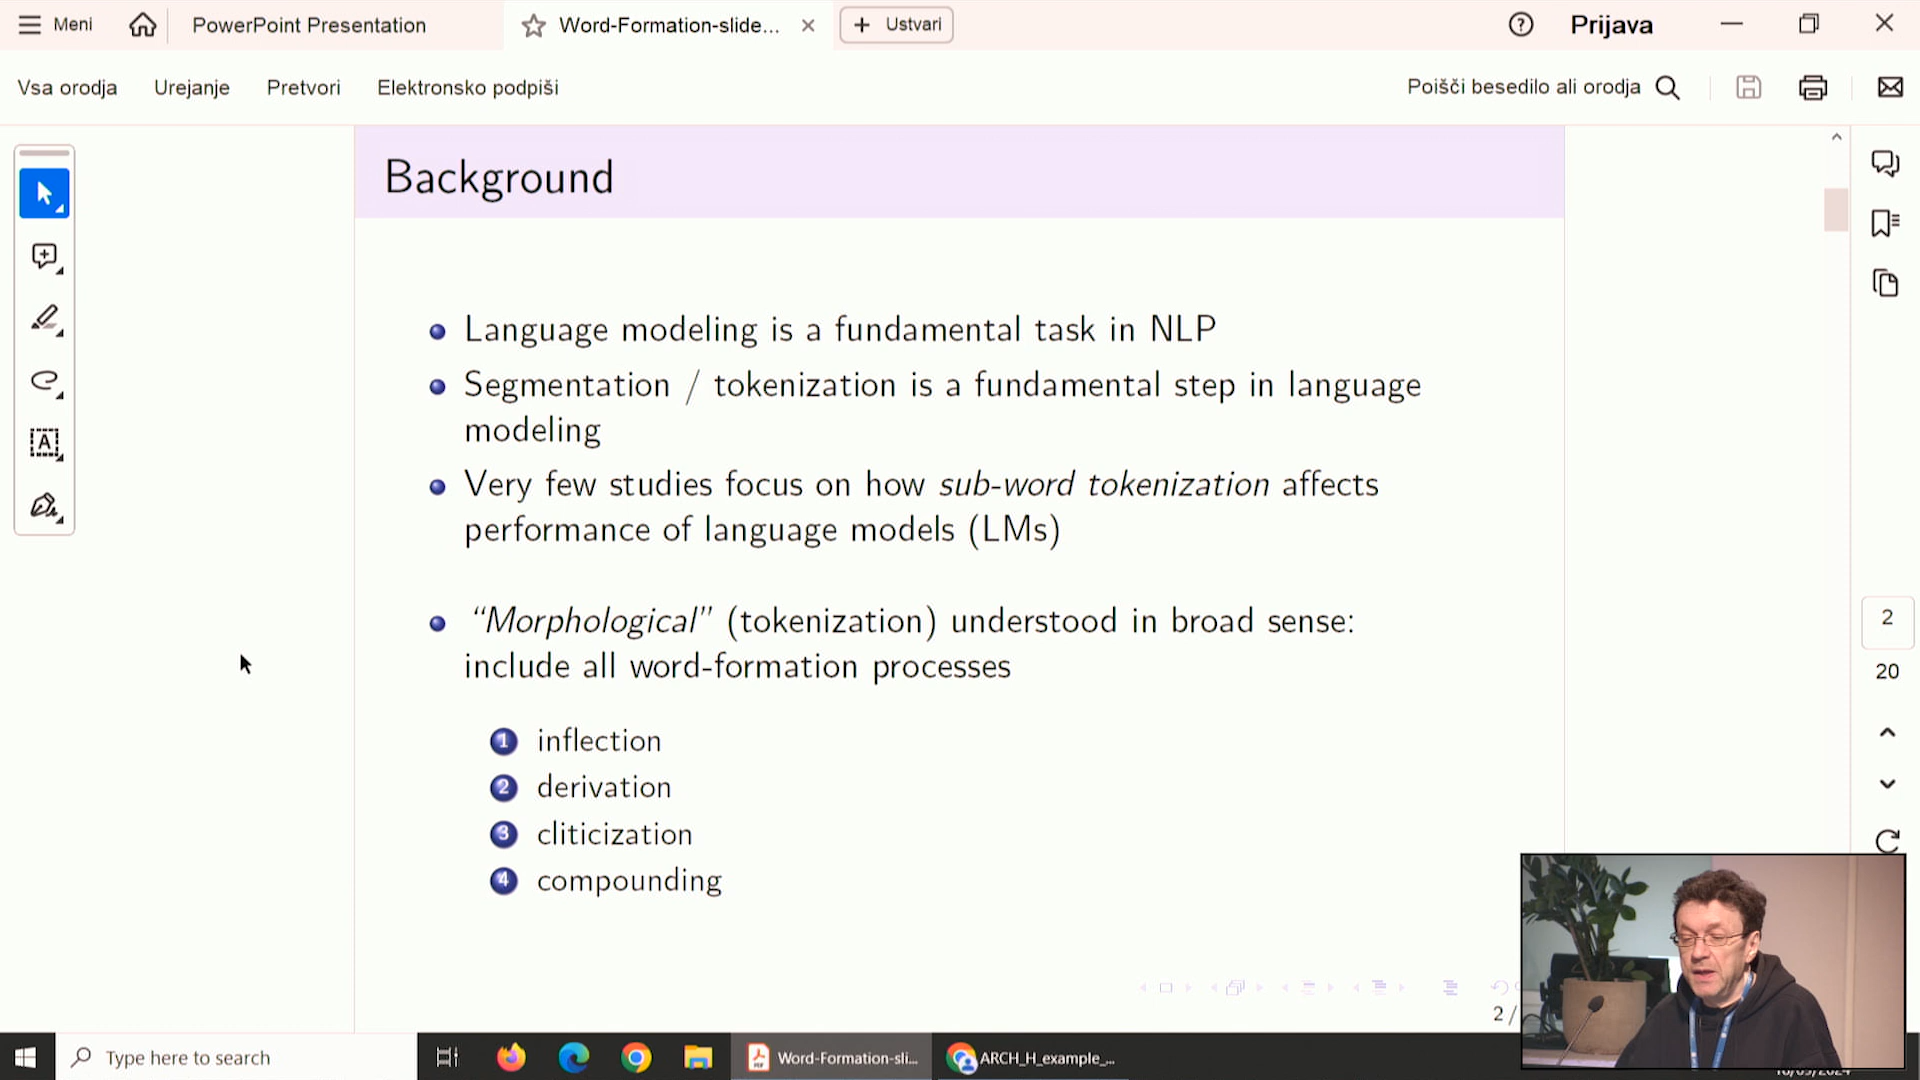 Meni
PowerPoint Presentation
Word-Formation-slide...
Ustvari
Prijava
Vsa orodja
Urejanje
Pretvori
Elektronsko podpiši
Poišči besedilo ali orodja
Background
Language modeling is a fundamental task in NLP
Segmentation / tokenization is a fundamental step in language
modeling
Very few studies focus on how sub-word tokenization affects
performance of language models (LMs)
“Morphological” (tokenization) understood in broad sense:
include all word-formation processes
1 inflection
2 derivation
3 cliticization
4 compounding
2
20
2 /
Type here to search
Word-Formation-sli...
ARCH_H_example_...